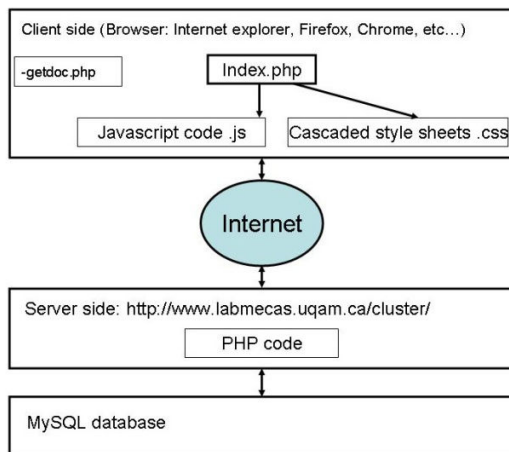 Client side (Browser: Internet explorer, Firefox, Chrome, etc…)
-getdoc.php
Index.php
Javascript code .js
Cascaded style sheets .css
Internet
Server side: http://www.labmecas.uqam.ca/cluster/
PHP code
MySQL database